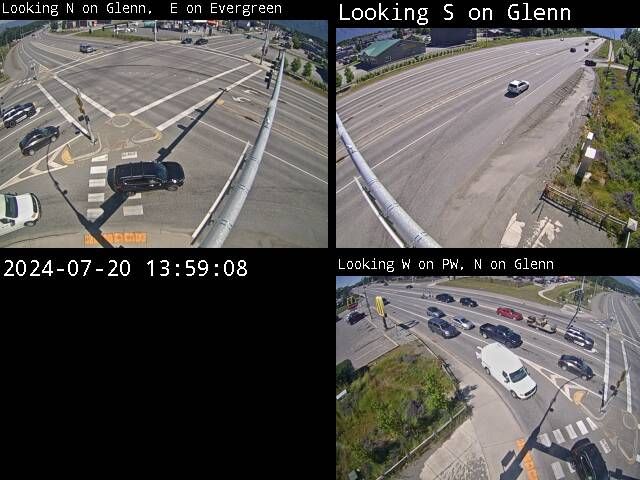 Looking N on Glenn, E on Evergreen
Looking S on Glenn
2024-07-20 13:59:08
Looking W on PW, N on Glenn